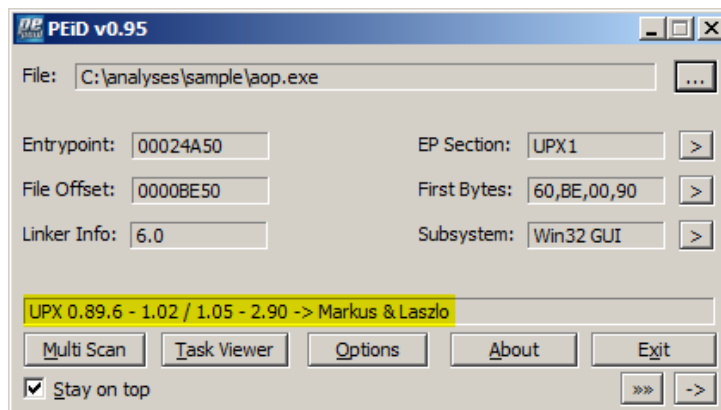 PEiD v0.95
File: C:\analyses\sample\aop.exe ...
Entrypoint: 00024A50 EP Section: UPX1 >
File Offset: 0000BE50 First Bytes: 60,BE,00,90 >
Linker Info: 6.0 Subsystem: Win32 GUI >
UPX 0.89.6 - 1.02 / 1.05 - 2.90 -> Markus & Laszlo
Multi Scan Task Viewer Options About Exit
Stay on top »» ->